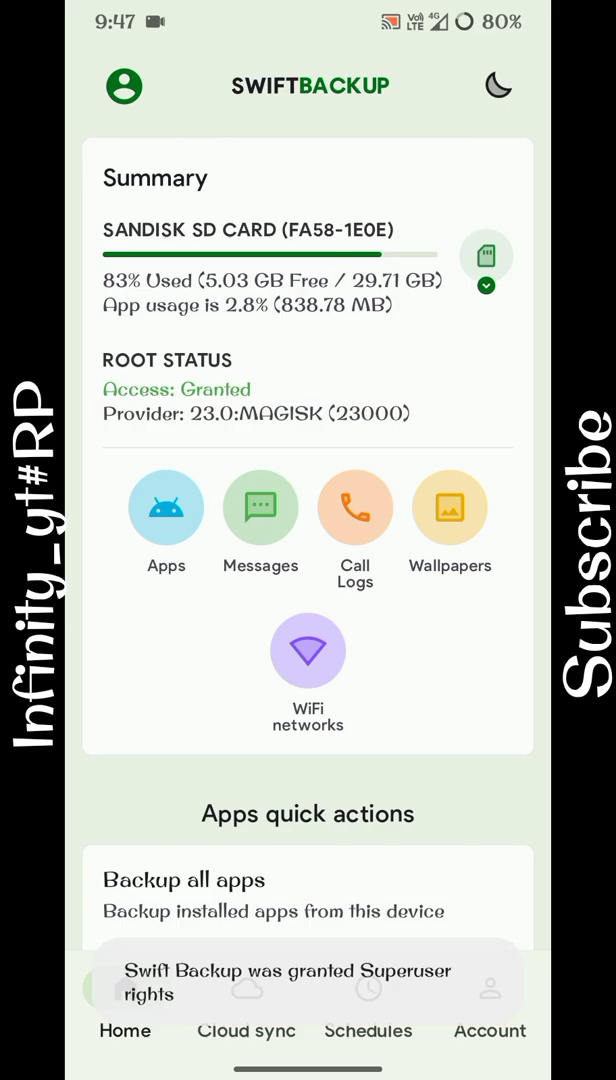 9:47
Vo)
LTE
4G
80%
SWIFTBACKUP
Summary
SANDISK SD CARD (FA58-1E0E)
83% Used (5.03 GB Free / 29.71 GB)
App usage is 2.8% (838.78 MB)
ROOT STATUS
Access: Granted
Provider: 23.0:MAGISK (23000)
Apps
Messages
Call
Logs
Wallpapers
WiFi
networks
Apps quick actions
Backup all apps
Backup installed apps from this device
Swift Backup was granted Superuser
rights
Home
Cloud sync
Schedules
Account
Infinity_yt#RP
Subscribe